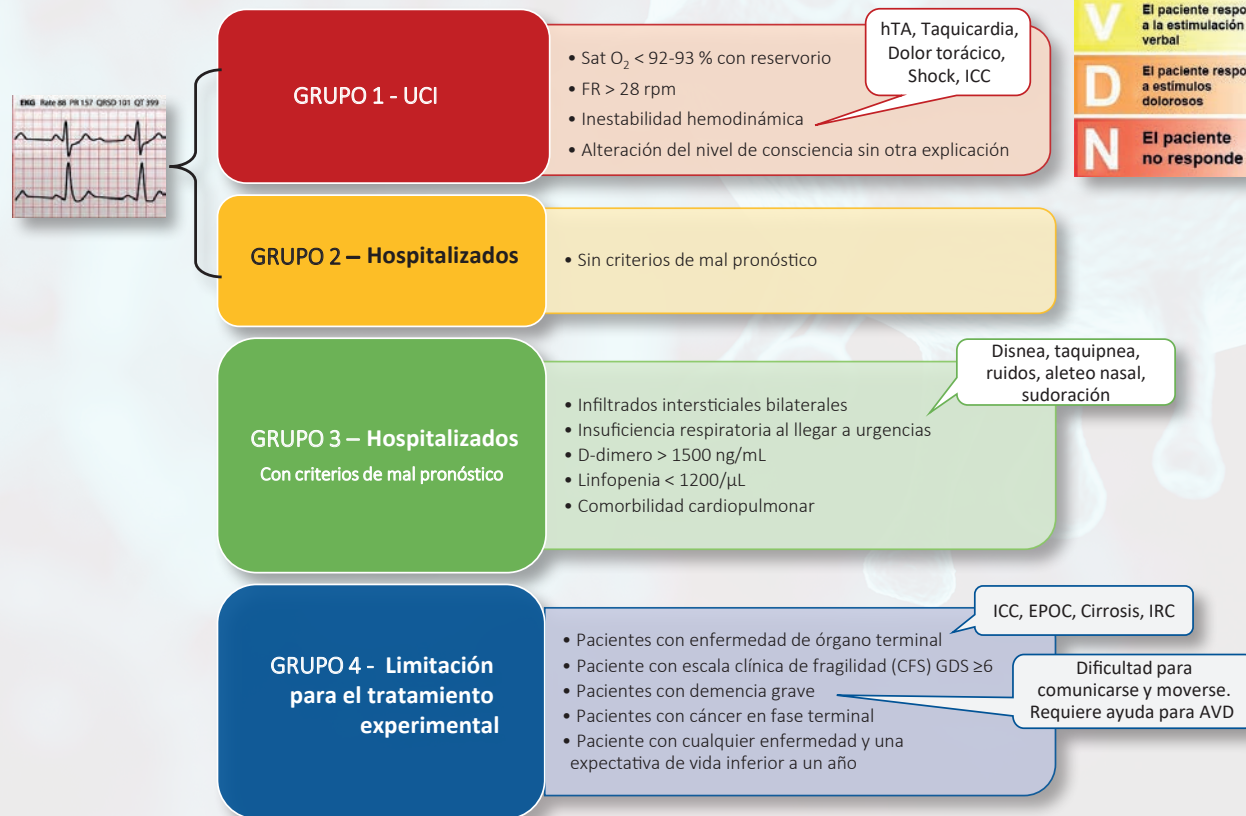 EKG Rate 88 PR 157 QRSD 101 QT 399
GRUPO 1 - UCI
• Sat O₂ < 92-93 % con reservorio
• FR > 28 rpm
• Inestabilidad hemodinámica
• Alteración del nivel de consciencia sin otra explicación
hTA, Taquicardia,
Dolor torácico,
Shock, ICC
V
El paciente respo
a la estimulación
verbal
D
El paciente respo
a estímulos
dolorosos
N
El paciente
no responde
GRUPO 2 – Hospitalizados
• Sin criterios de mal pronóstico
GRUPO 3 – Hospitalizados
Con criterios de mal pronóstico
• Infiltrados intersticiales bilaterales
• Insuficiencia respiratoria al llegar a urgencias
• D-dimero > 1500 ng/mL
• Linfopenia < 1200/µL
• Comorbilidad cardiopulmonar
Disnea, taquipnea,
ruidos, aleteo nasal,
sudoración
GRUPO 4 - Limitación
para el tratamiento
experimental
• Pacientes con enfermedad de órgano terminal
• Paciente con escala clínica de fragilidad (CFS) GDS ≥6
• Pacientes con demencia grave
• Pacientes con cáncer en fase terminal
• Paciente con cualquier enfermedad y una
expectativa de vida inferior a un año
ICC, EPOC, Cirrosis, IRC
Dificultad para
comunicarse y moverse.
Requiere ayuda para AVD